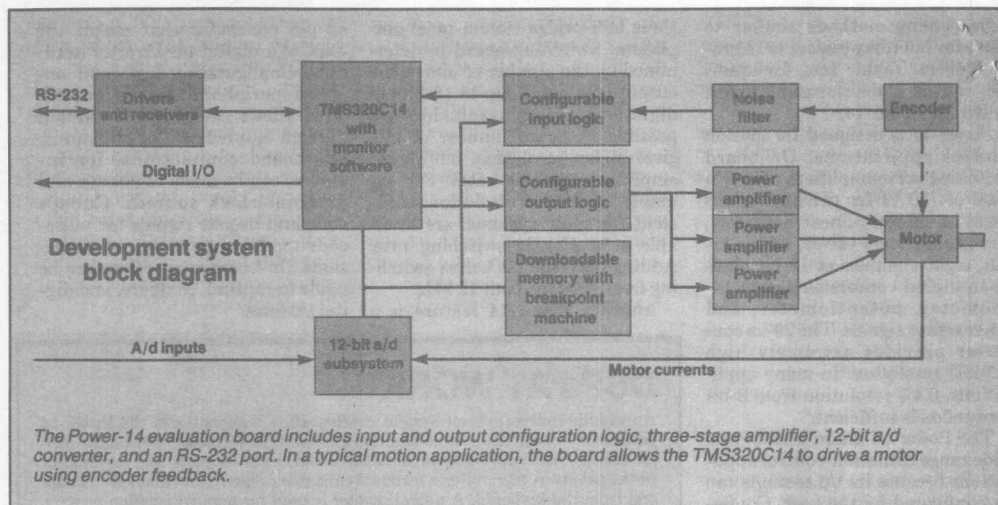 RS-232
Drivers
and receivers
TMS320C14
with
monitor
software
Configurable
input logic
Noise
filter
Encoder
Digital I/O
Configurable
output logic
Power
amplifier
Power
amplifier
Power
amplifier
Motor
Development system
block diagram
Downloadable
memory with
breakpoint
machine
A/d inputs
12-bit a/d
subsystem
Motor currents
The Power-14 evaluation board includes input and output configuration logic, three-stage amplifier, 12-bit a/d
converter, and an RS-232 port. In a typical motion application, the board allows the TMS320C14 to drive a motor
using encoder feedback.